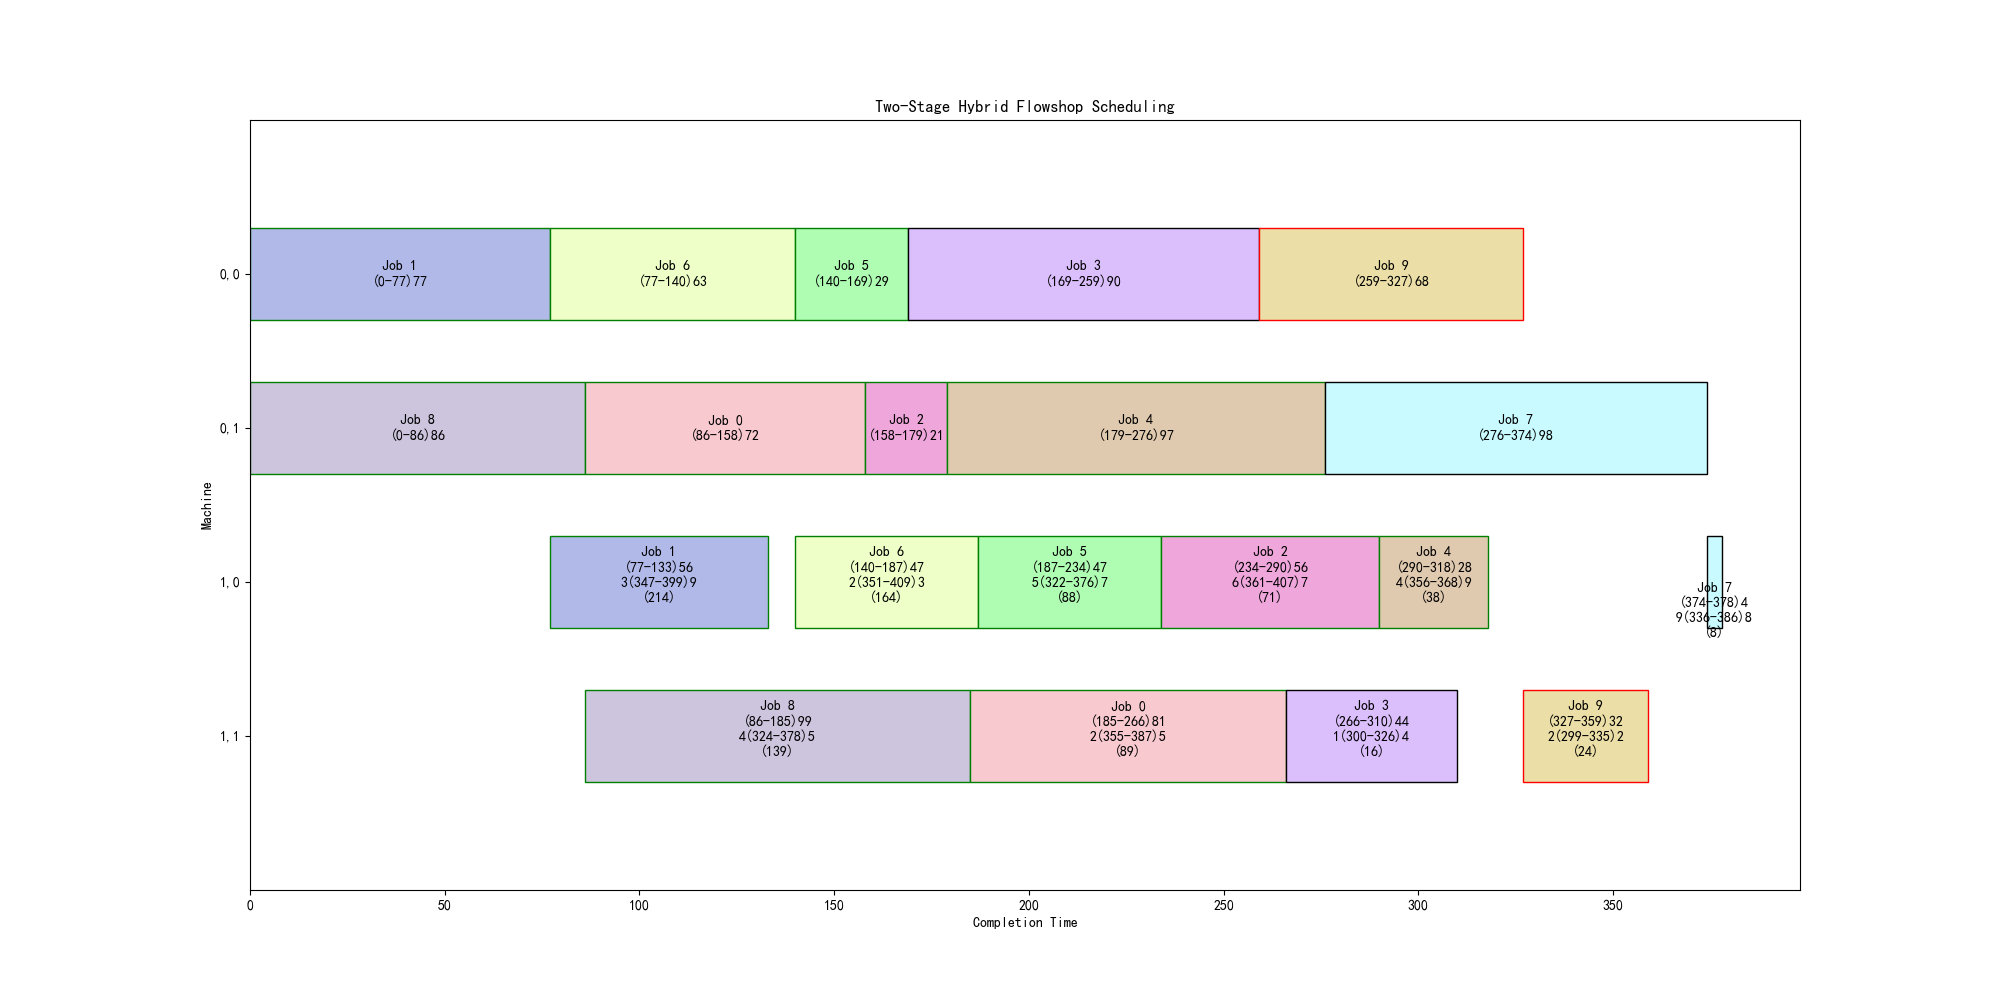 Two-Stage Hybrid Flowshop Scheduling
Machine
0,0
Job 1
(0-77)77
Job 6
(77-140)63
Job 5
(140-169)29
Job 3
(169-259)90
Job 9
(259-327)68
0,1
Job 8
(0-86)86
Job 0
(86-158)72
Job 2
(158-179)21
Job 4
(179-276)97
Job 7
(276-374)98
1,0
Job 1
(77-133)56
3(347-399)9
(214)
Job 6
(140-187)47
2(351-409)3
(164)
Job 5
(187-234)47
5(322-376)7
(88)
Job 2
(234-290)56
6(361-407)7
(71)
Job 4
(290-318)28
4(356-368)9
(38)
Job 7
(374-378)4
9(336-386)8
(8)
1,1
Job 8
(86-185)99
4(324-378)5
(139)
Job 0
(185-266)81
2(355-387)5
(89)
Job 3
(266-310)44
1(300-326)4
(16)
Job 9
(327-359)32
2(299-335)2
(24)
0 50 100 150 200 250 300 350
Completion Time